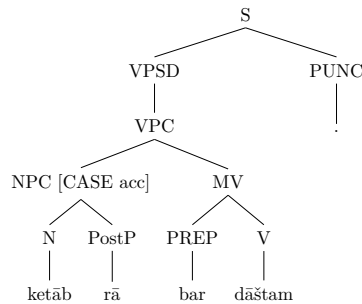 S
VPSD PUNC
VPC .
NPC [CASE acc] MV
N PostP PREP V
ketāb rā bar dāštam